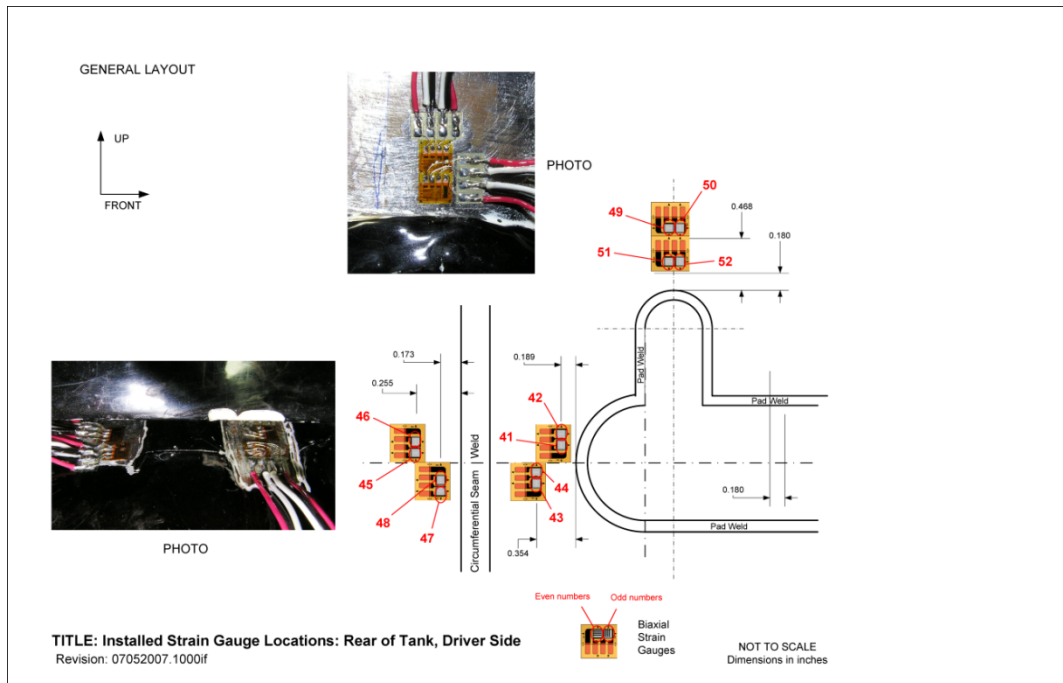 GENERAL LAYOUT
UP
FRONT
PHOTO
50
49
0.468
0.180
51
52
0.173
0.255
0.189
46
42
41
45
44
48
43
47
0.354
Circumferential Seam
Weld
Pad Weld
Pad Weld
0.180
Pad Weld
PHOTO
Even numbers
Odd numbers
Biaxial
Strain
Gauges
TITLE: Installed Strain Gauge Locations: Rear of Tank, Driver Side
Revision: 07052007.1000if
NOT TO SCALE
Dimensions in inches